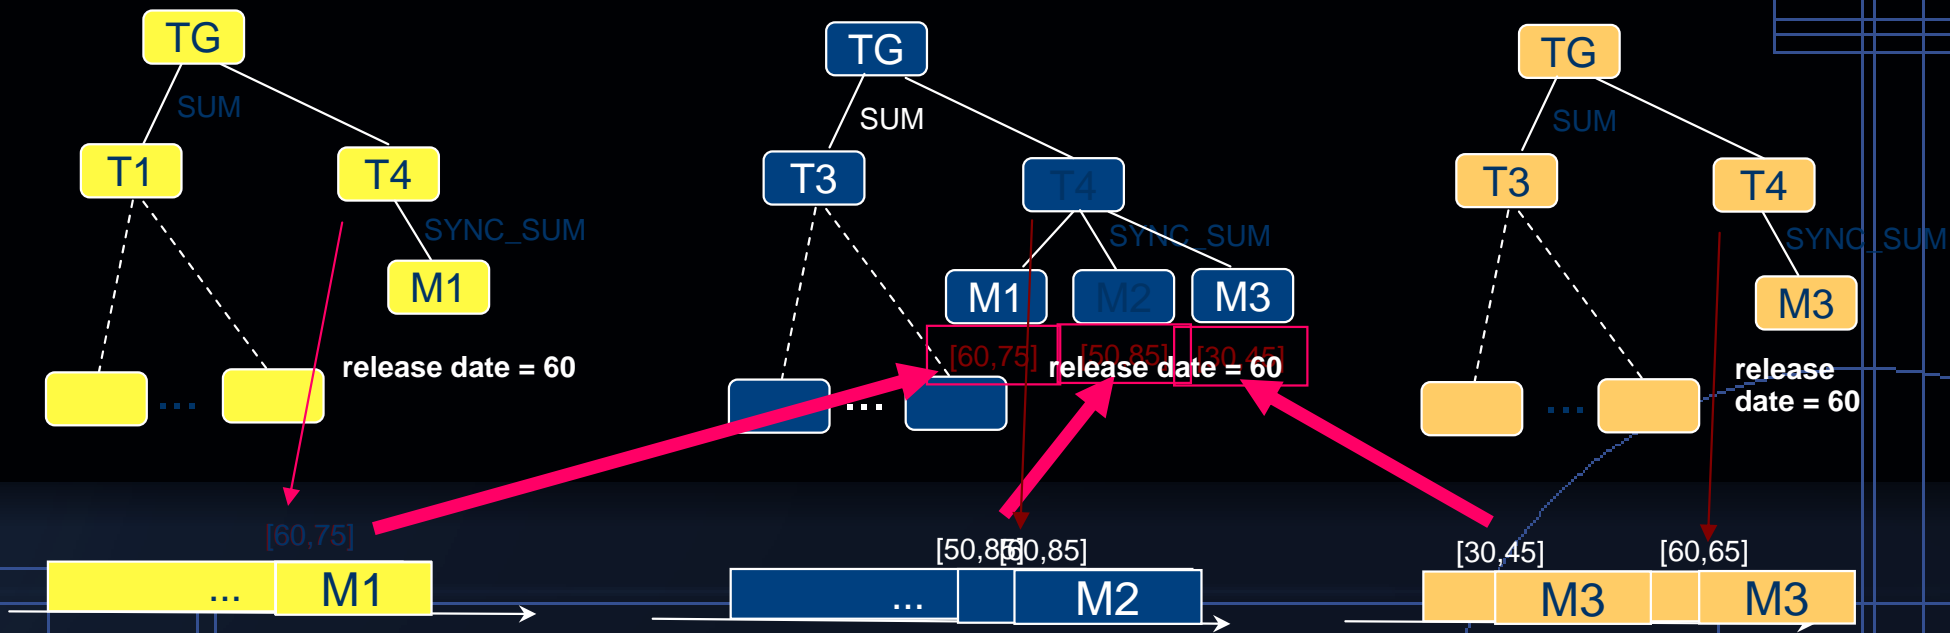 TG
SUM
T1
T4
SYNC_SUM
M1
release date = 60
...
[60,75]
...
M1
TG
SUM
T3
T4
SYNC_SUM
M1
M2
M3
[60,75]
[50,85]
[30,45]
release date = 60
...
[50,85]
[60,85]
...
M2
TG
SUM
T3
T4
SYNC_SUM
M3
release
date = 60
...
[30,45]
[60,65]
M3
M3